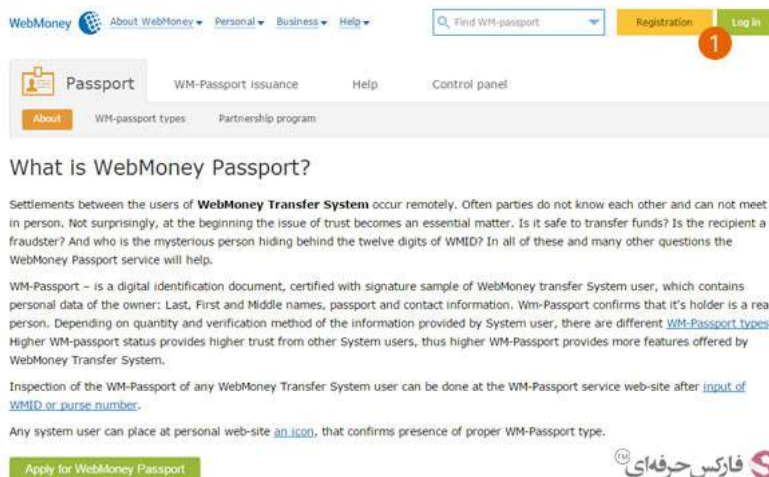 WebMoney About WebMoney Personal Business Help Find WM-passport Registration Log in
1
Passport WM-Passport issuance Help Control panel
About WM-passport types Partnership program
What is WebMoney Passport?
Settlements between the users of WebMoney Transfer System occur remotely. Often parties do not know each other and can not meet
in person. Not surprisingly, at the beginning the issue of trust becomes an essential matter. Is it safe to transfer funds? Is the recipient a
fraudster? And who is the mysterious person hiding behind the twelve digits of WMID? In all of these and many other questions the
WebMoney Passport service will help.
WM-Passport – is a digital identification document, certified with signature sample of WebMoney transfer System user, which contains
personal data of the owner: Last, First and Middle names, passport and contact information. Wm-Passport confirms that it's holder is a rea
person. Depending on quantity and verification method of the information provided by System user, there are different WM-Passport types
Higher WM-passport status provides higher trust from other System users, thus higher WM-Passport provides more features offered by
WebMoney Transfer System.
Inspection of the WM-Passport of any WebMoney Transfer System user can be done at the WM-Passport service web-site after input of
WMID or purse number.
Any system user can place at personal web-site an icon, that confirms presence of proper WM-Passport type.
Apply for WebMoney Passport
فارکس حرفه‌ای TM